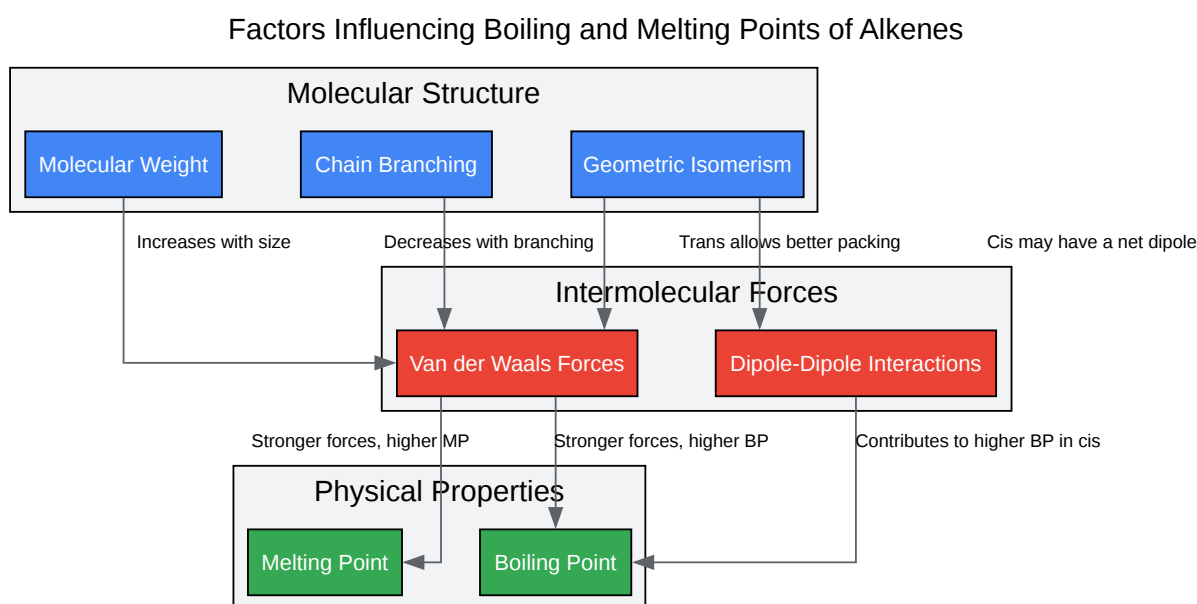 Factors Influencing Boiling and Melting Points of Alkenes
Molecular Structure
Molecular Weight
Chain Branching
Geometric Isomerism
Increases with size
Decreases with branching
Trans allows better packing
Cis may have a net dipole
Intermolecular Forces
Van der Waals Forces
Dipole-Dipole Interactions
Stronger forces, higher MP
Stronger forces, higher BP
Contributes to higher BP in cis
Physical Properties
Melting Point
Boiling Point